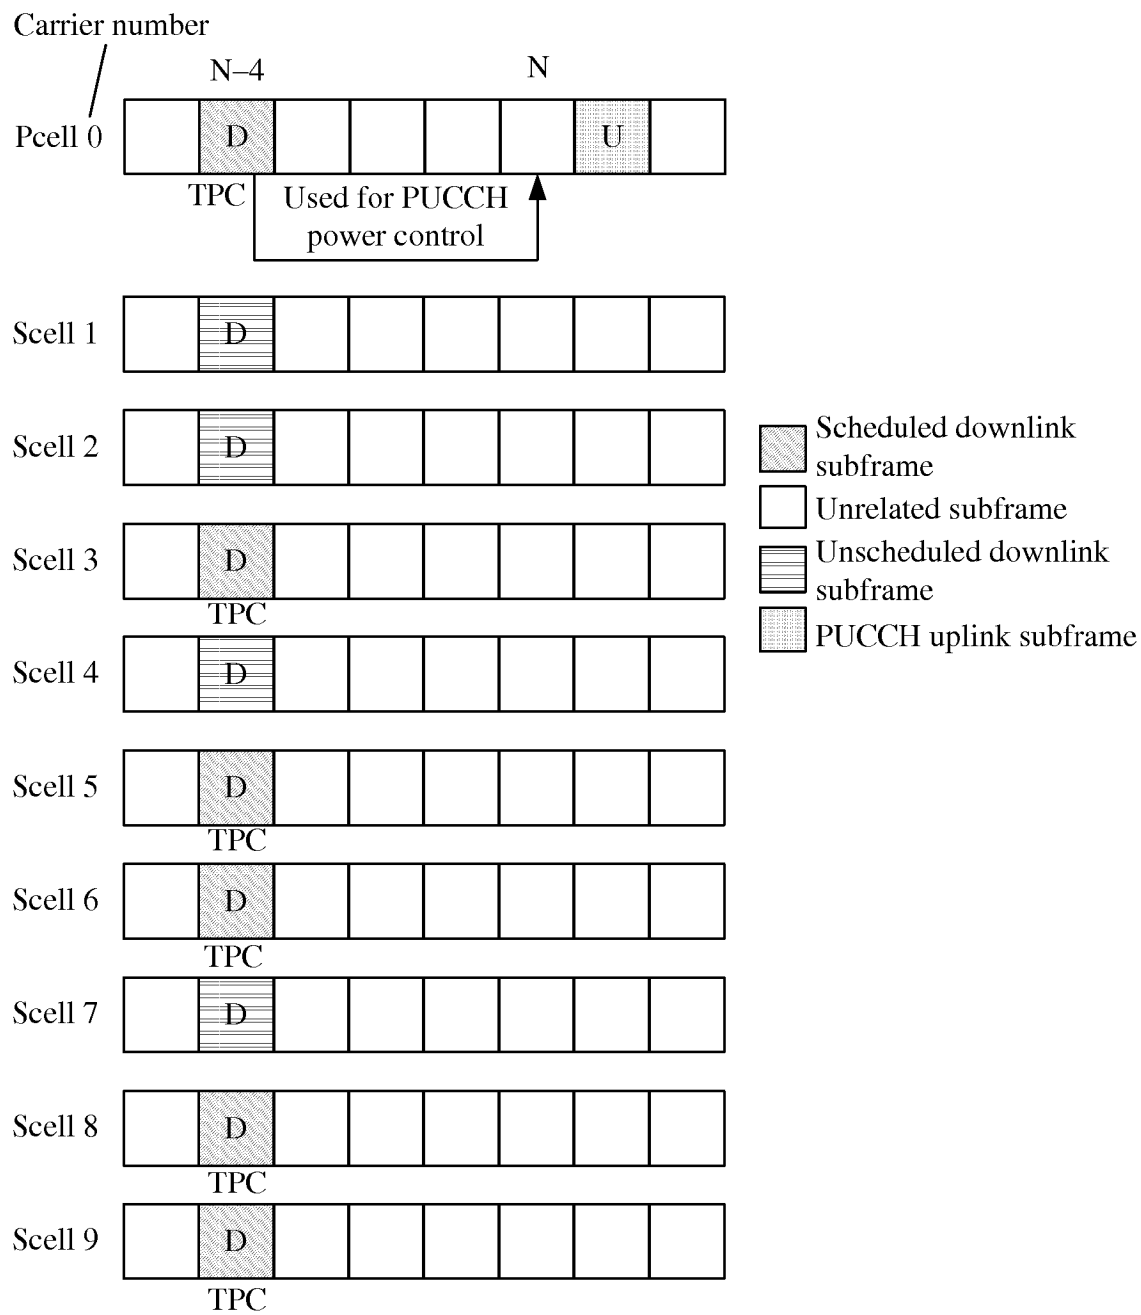 Carrier number
N–4
N
Pcell 0
D
U
TPC
Used for PUCCH
power control
Scell 1
D
Scell 2
D
Scell 3
D
TPC
Scell 4
D
Scell 5
D
TPC
Scell 6
D
TPC
Scell 7
D
Scell 8
D
TPC
Scell 9
D
TPC
Scheduled downlink
subframe
Unrelated subframe
Unscheduled downlink
subframe
PUCCH uplink subframe